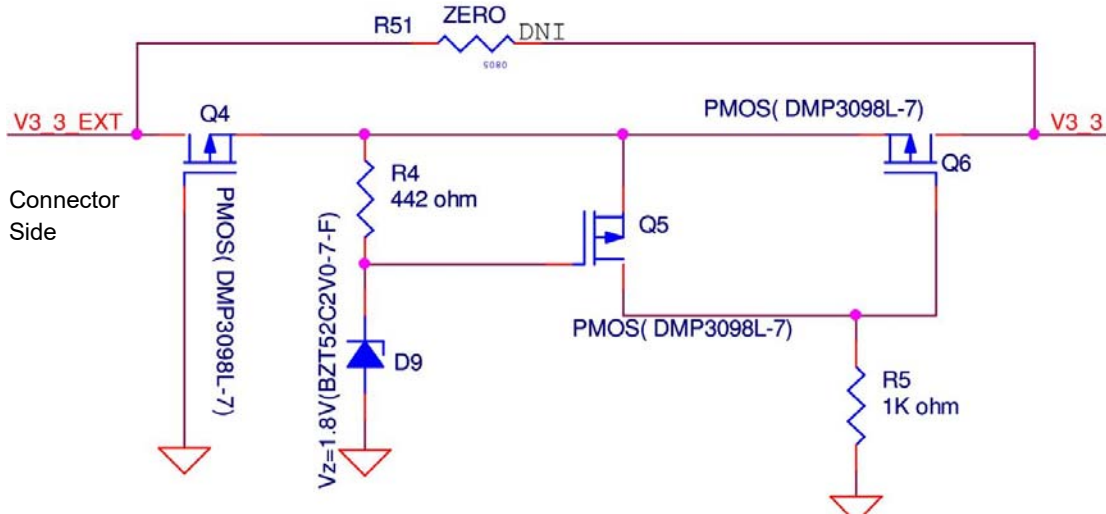 R51
ZERO
DNI
0805
V3_3_EXT
Q4
PMOS( DMP3098L-7)
V3_3
Q6
Connector
Side
PMOS( DMP3098L-7)
R4
442 ohm
Q5
Vz=1.8V(BZT52C2V0-7-F)
D9
PMOS( DMP3098L-7)
R5
1K ohm